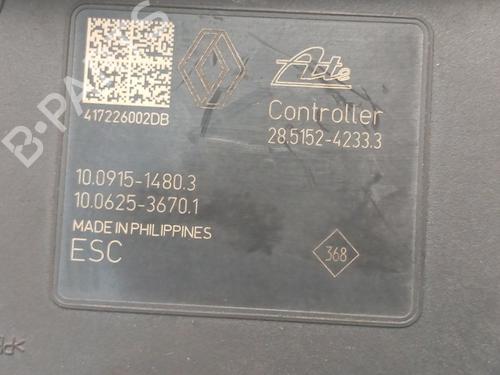 Ate
417226002DB
Controller
28.5152-4233.3
10.0915-1480.3
10.0625-3670.1
MADE IN PHILIPPINES
ESC
368
B-PARTS